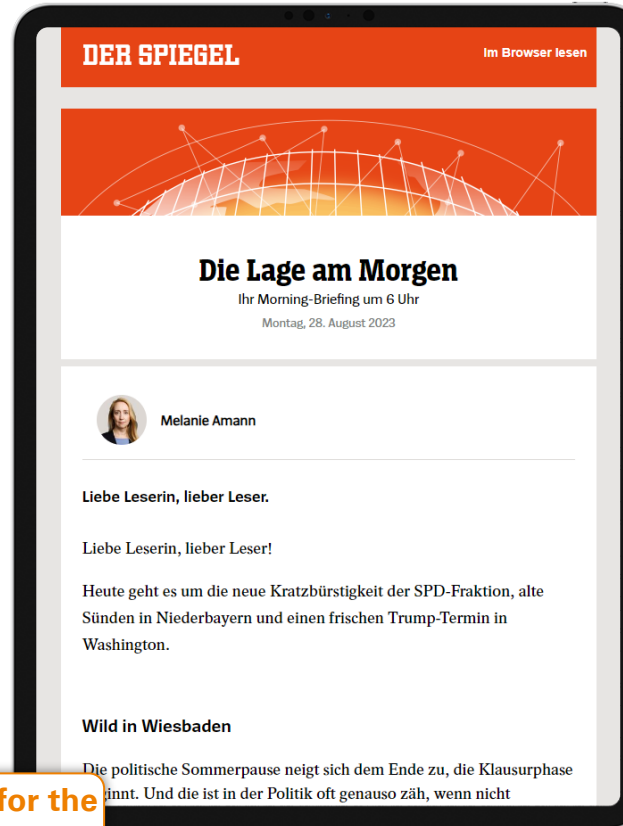 DER SPIEGEL
Im Browser lesen
Die Lage am Morgen
Ihr Morning-Briefing um 6 Uhr
Montag, 28. August 2023
Melanie Amann
Liebe Leserin, lieber Leser.
Liebe Leserin, lieber Leser!
Heute geht es um die neue Kratzbürstigkeit der SPD-Fraktion, alte
Sünden in Niederbayern und einen frischen Trump-Termin in
Washington.
Wild in Wiesbaden
Die politische Sommerpause neigt sich dem Ende zu, die Klausurphase
innt. Und die ist in der Politik oft genauso zäh, wenn nicht
for the